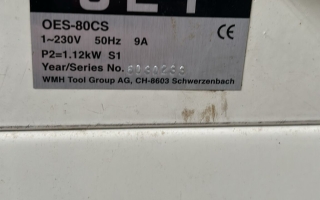 JET
OES-80CS
1~230V 50Hz 9A
P2=1.12kW S1
CE
Year/Series No.
WMH Tool Group AG, CH-8603 Schwerzenbach